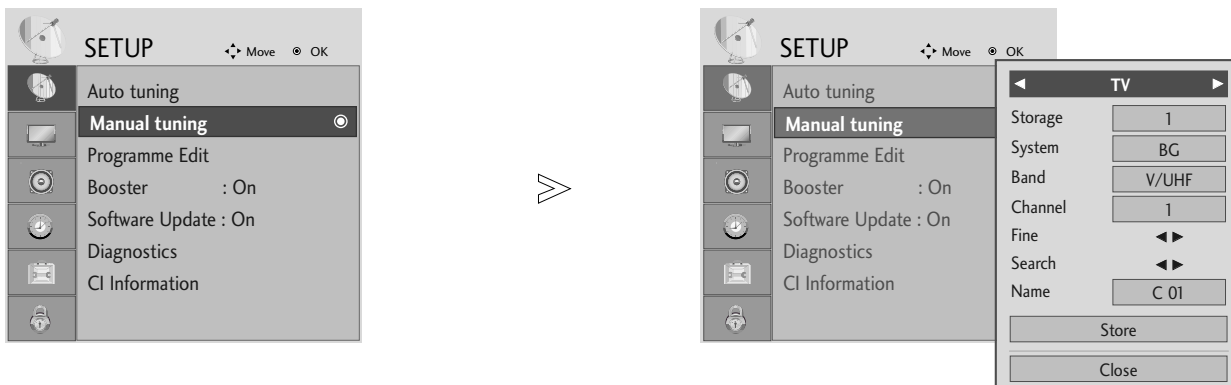 SETUP Move OK
Auto tuning
Manual tuning
Programme Edit
Booster : On
Software Update : On
Diagnostics
CI Information
SETUP Move OK
Auto tuning
Manual tuning
Programme Edit
Booster : On
Software Update : On
Diagnostics
CI Information
◄ TV ►
Storage 1
System BG
Band V/UHF
Channel 1
Fine ◄ ►
Search ◄ ►
Name C 01
Store
Close